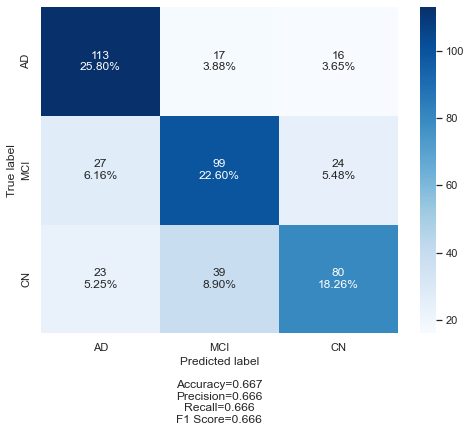 113 17 16
25.80% 3.88% 3.65%
27 99 24
6.16% 22.60% 5.48%
23 39 80
5.25% 8.90% 18.26%
AD
MCI
CN
True label
AD MCI CN
Predicted label
100
80
60
40
20
Accuracy=0.667
Precision=0.666
Recall=0.666
F1 Score=0.666